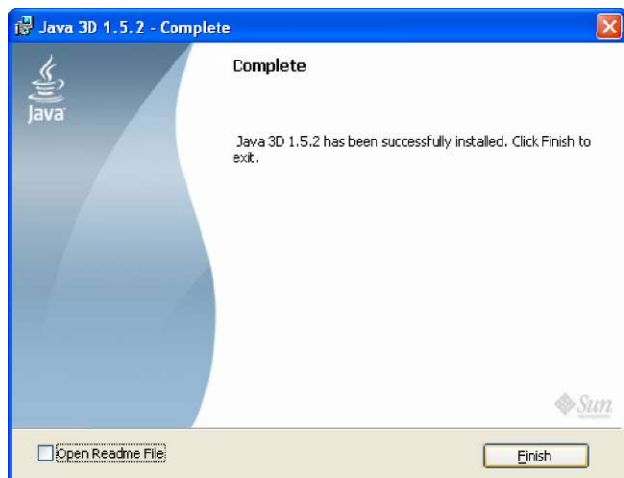 Java 3D 1.5.2 - Complete
Java
Complete
Java 3D 1.5.2 has been successfully installed. Click Finish to
exit.
Sun
Open Readme File
Finish